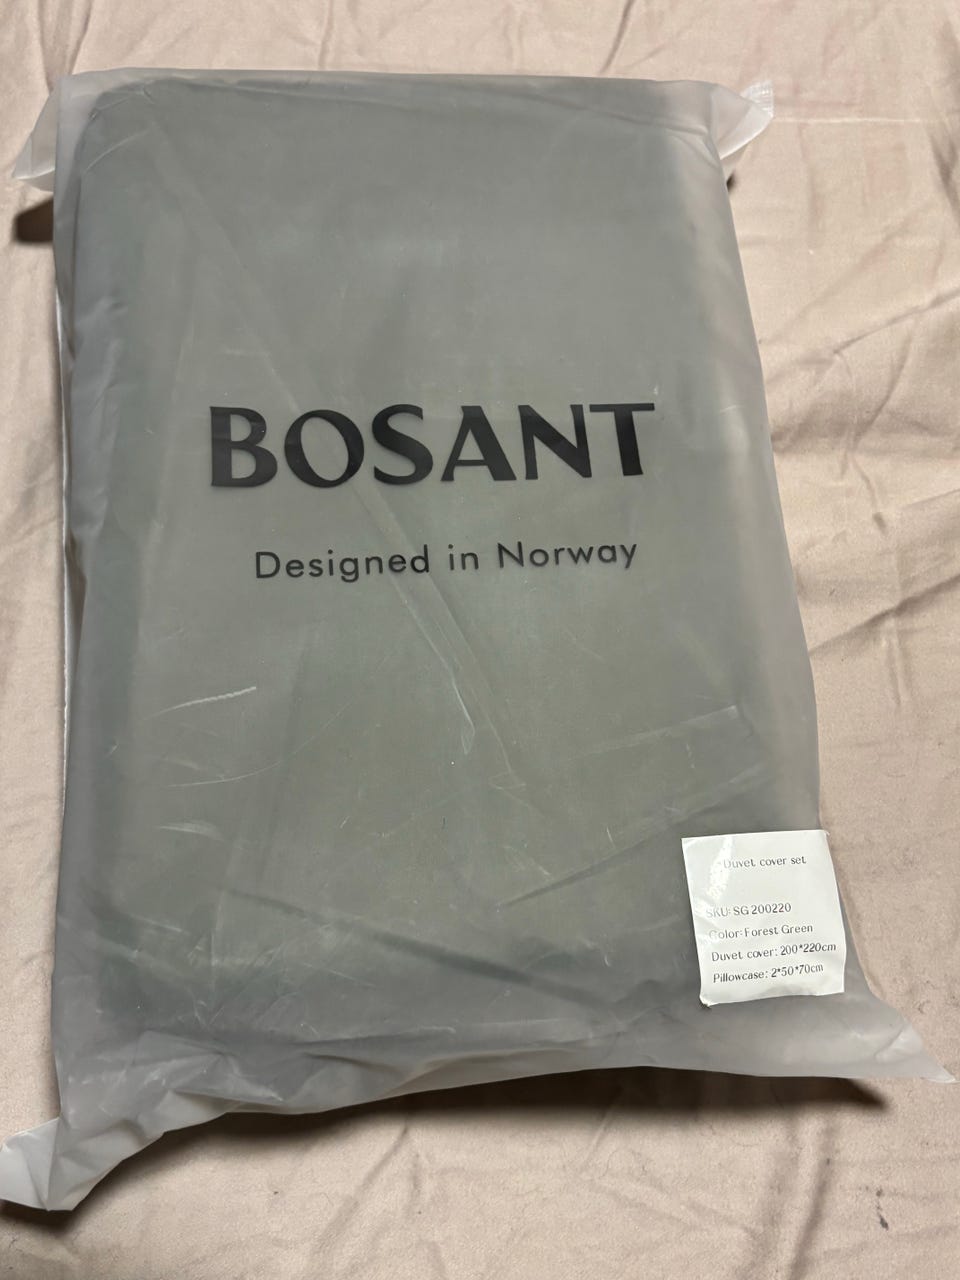 BOSANT
Designed in Norway
Duvet cover set
SKU: SG 200220
Color: Forest Green
Duvet cover: 200*220cm
Pillowcase: 2*50*70cm